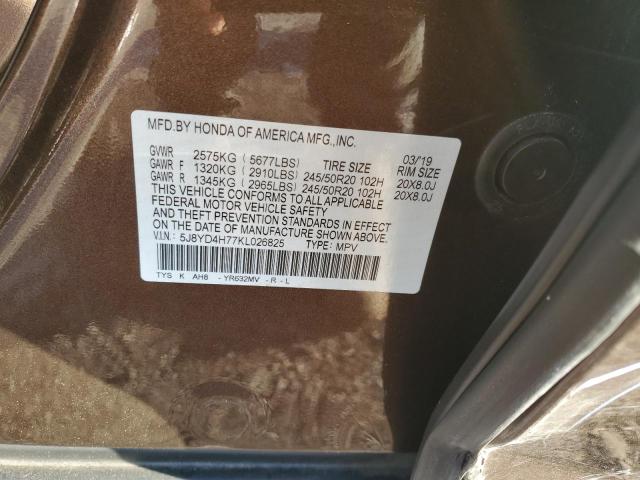 MFD.BY HONDA OF AMERICA MFG.,INC.
GVWR 2575KG ( 5677LBS) TIRE SIZE 03/19 RIM SIZE
GAWR F 1320KG ( 2910LBS) 245/50R20 102H 20X8.0J
GAWR R 1345KG ( 2965LBS) 245/50R20 102H 20X8.0J
THIS VEHICLE CONFORMS TO ALL APPLICABLE
FEDERAL MOTOR VEHICLE SAFETY
AND THEFT PREVENTION STANDARDS IN EFFECT
ON THE DATE OF MANUFACTURE SHOWN ABOVE.
V.I.N.: 5J8YD4H77KL026825 TYPE: MPV
TYS K AH8 -YR632MV -R-L